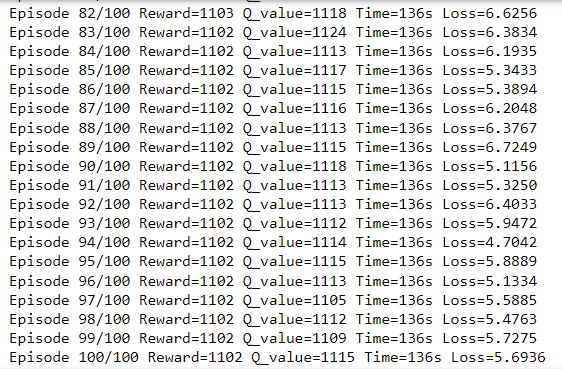 Episode 82/100 Reward=1103 Q_value=1118 Time=136s Loss=6.6256
Episode 83/100 Reward=1102 Q_value=1124 Time=136s Loss=6.3834
Episode 84/100 Reward=1102 Q_value=1113 Time=136s Loss=6.1935
Episode 85/100 Reward=1102 Q_value=1117 Time=136s Loss=5.3433
Episode 86/100 Reward=1102 Q_value=1115 Time=136s Loss=5.3894
Episode 87/100 Reward=1102 Q_value=1116 Time=136s Loss=6.2048
Episode 88/100 Reward=1102 Q_value=1113 Time=136s Loss=6.3767
Episode 89/100 Reward=1102 Q_value=1115 Time=136s Loss=6.7249
Episode 90/100 Reward=1102 Q_value=1118 Time=136s Loss=5.1156
Episode 91/100 Reward=1102 Q_value=1113 Time=136s Loss=5.3250
Episode 92/100 Reward=1102 Q_value=1113 Time=136s Loss=6.4033
Episode 93/100 Reward=1102 Q_value=1112 Time=136s Loss=5.9472
Episode 94/100 Reward=1102 Q_value=1114 Time=136s Loss=4.7042
Episode 95/100 Reward=1102 Q_value=1115 Time=136s Loss=5.8889
Episode 96/100 Reward=1102 Q_value=1113 Time=136s Loss=5.1334
Episode 97/100 Reward=1102 Q_value=1105 Time=136s Loss=5.5885
Episode 98/100 Reward=1102 Q_value=1112 Time=136s Loss=5.4763
Episode 99/100 Reward=1102 Q_value=1109 Time=136s Loss=5.7275
Episode 100/100 Reward=1102 Q_value=1115 Time=136s Loss=5.6936